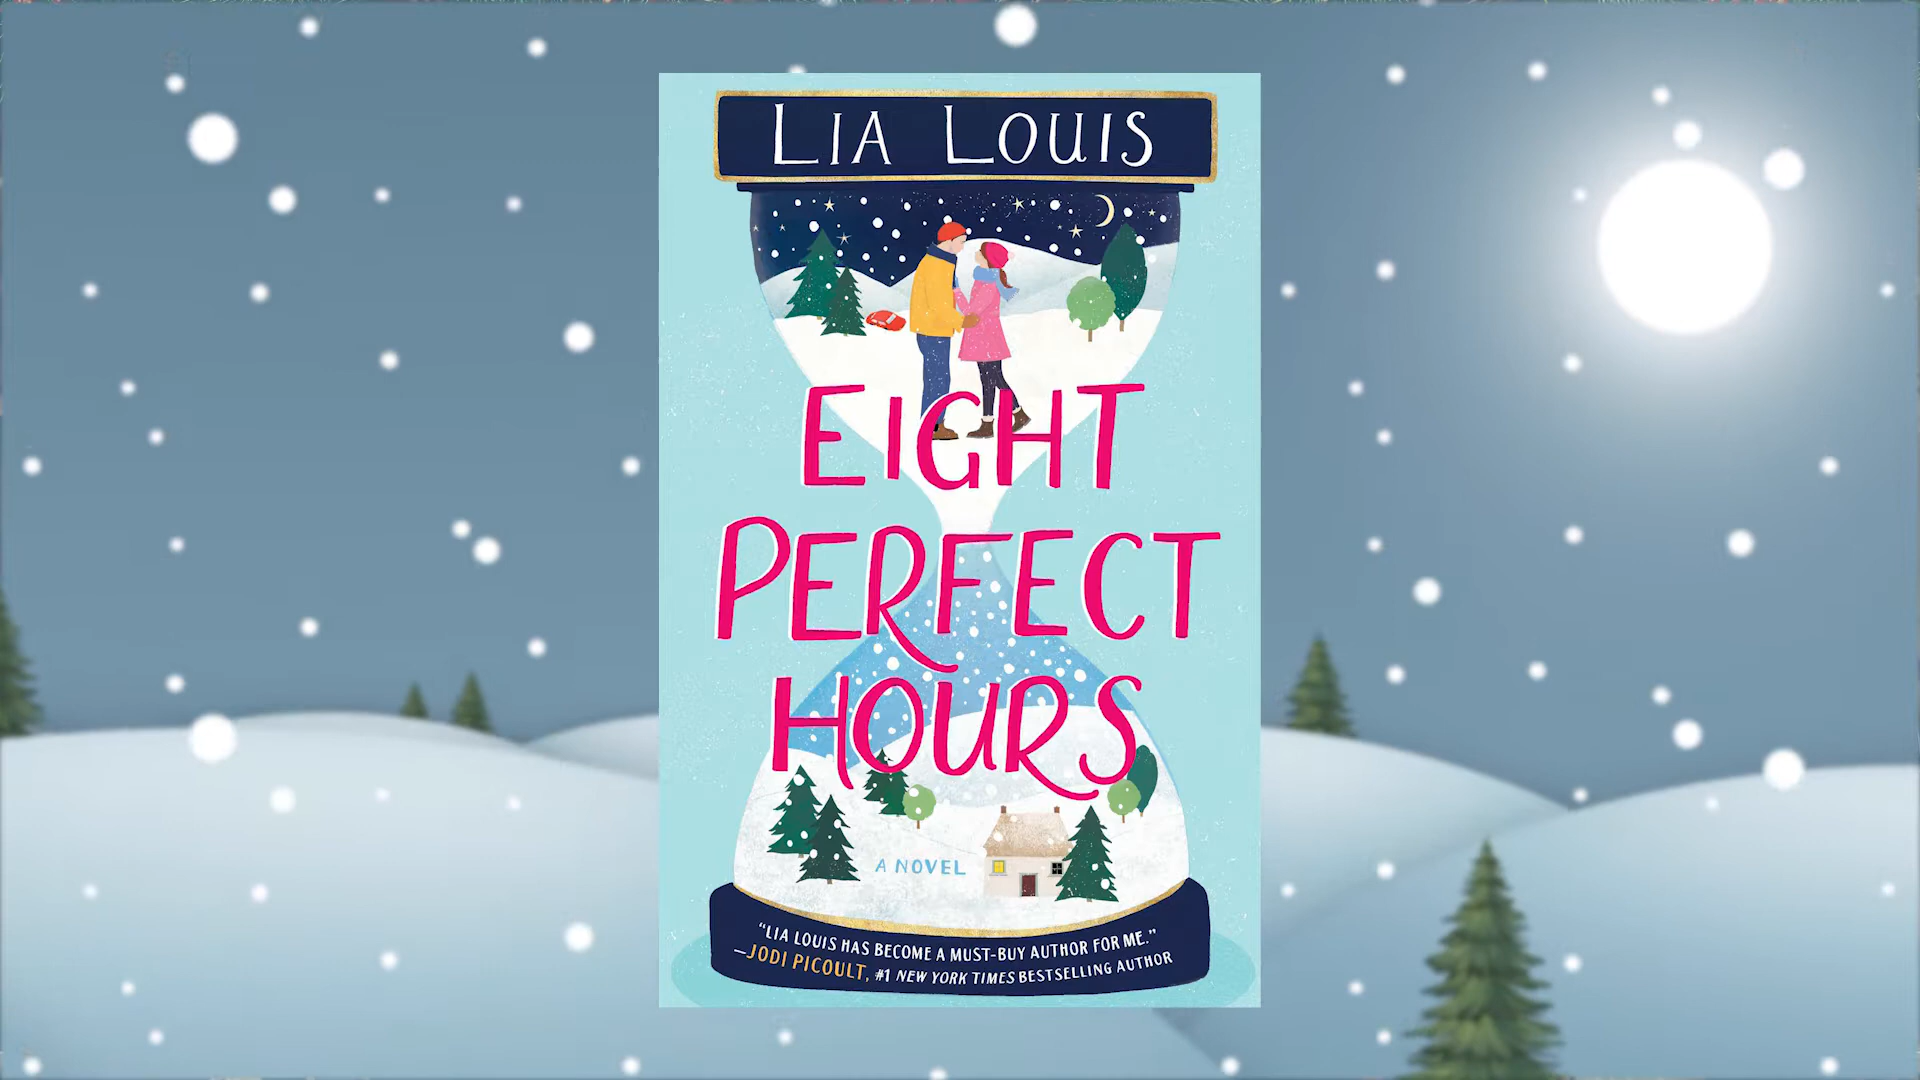 LIA LOUIS
EIGHT
PERFECT
HOURS
A NOVEL
“LIA LOUIS HAS BECOME A MUST-BUY AUTHOR FOR ME.”
—JODI PICOULT, #1 NEW YORK TIMES BESTSELLING AUTHOR